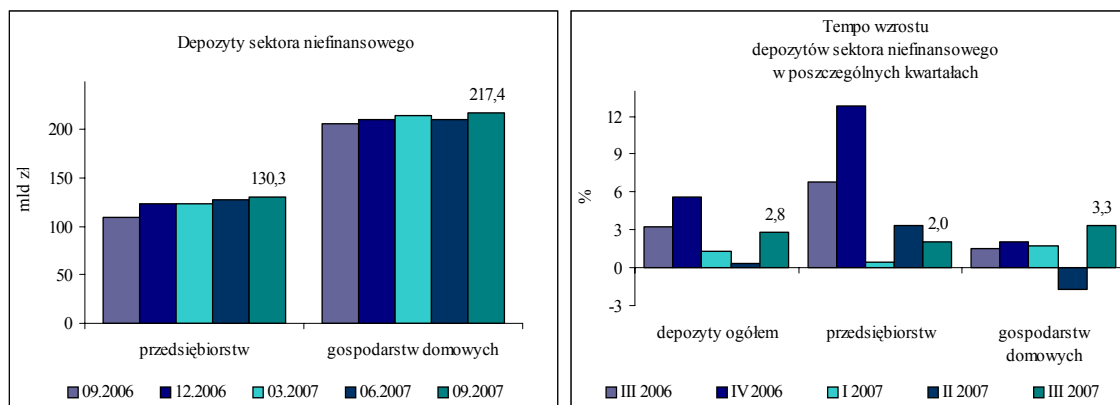 Depozyty sektora niefinansowego
217,4
200
mld zł
150
130,3
100
50
0
przedsiębiorstw gospodarstw domowych
09.2006 12.2006 03.2007 06.2007 09.2007
Tempo wzrostu
depozytów sektora niefinansowego
w poszczególnych kwartałach
12
9
%
6
3
0
-3
2,8
2,0
3,3
depozyty ogółem przedsiębiorstw gospodarstw
domowych
III 2006 IV 2006 I 2007 II 2007 III 2007